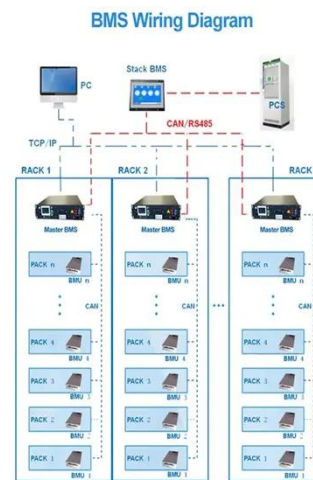 BMS Wiring Diagram
Stack BMS
PC
PCS
CAN/RS485
TCP/IP
RACK 1
RACK 2
RACK
Master BMS
Master BMS
Master BMS
PACK n
BMU n
PACK n
BMU n
PACK n
BMU n
CAN
CAN
CAN
PACK 4
BMU 4
PACK 4
BMU 4
PACK 4
BMU 4
PACK 3
BMU 3
PACK 3
BMU 3
PACK 3
BMU 3
PACK 2
BMU 2
PACK 2
BMU 2
PACK 2
BMU 2
PACK 1
BMU 1
PACK 1
BMU 1
PACK 1
BMU 1